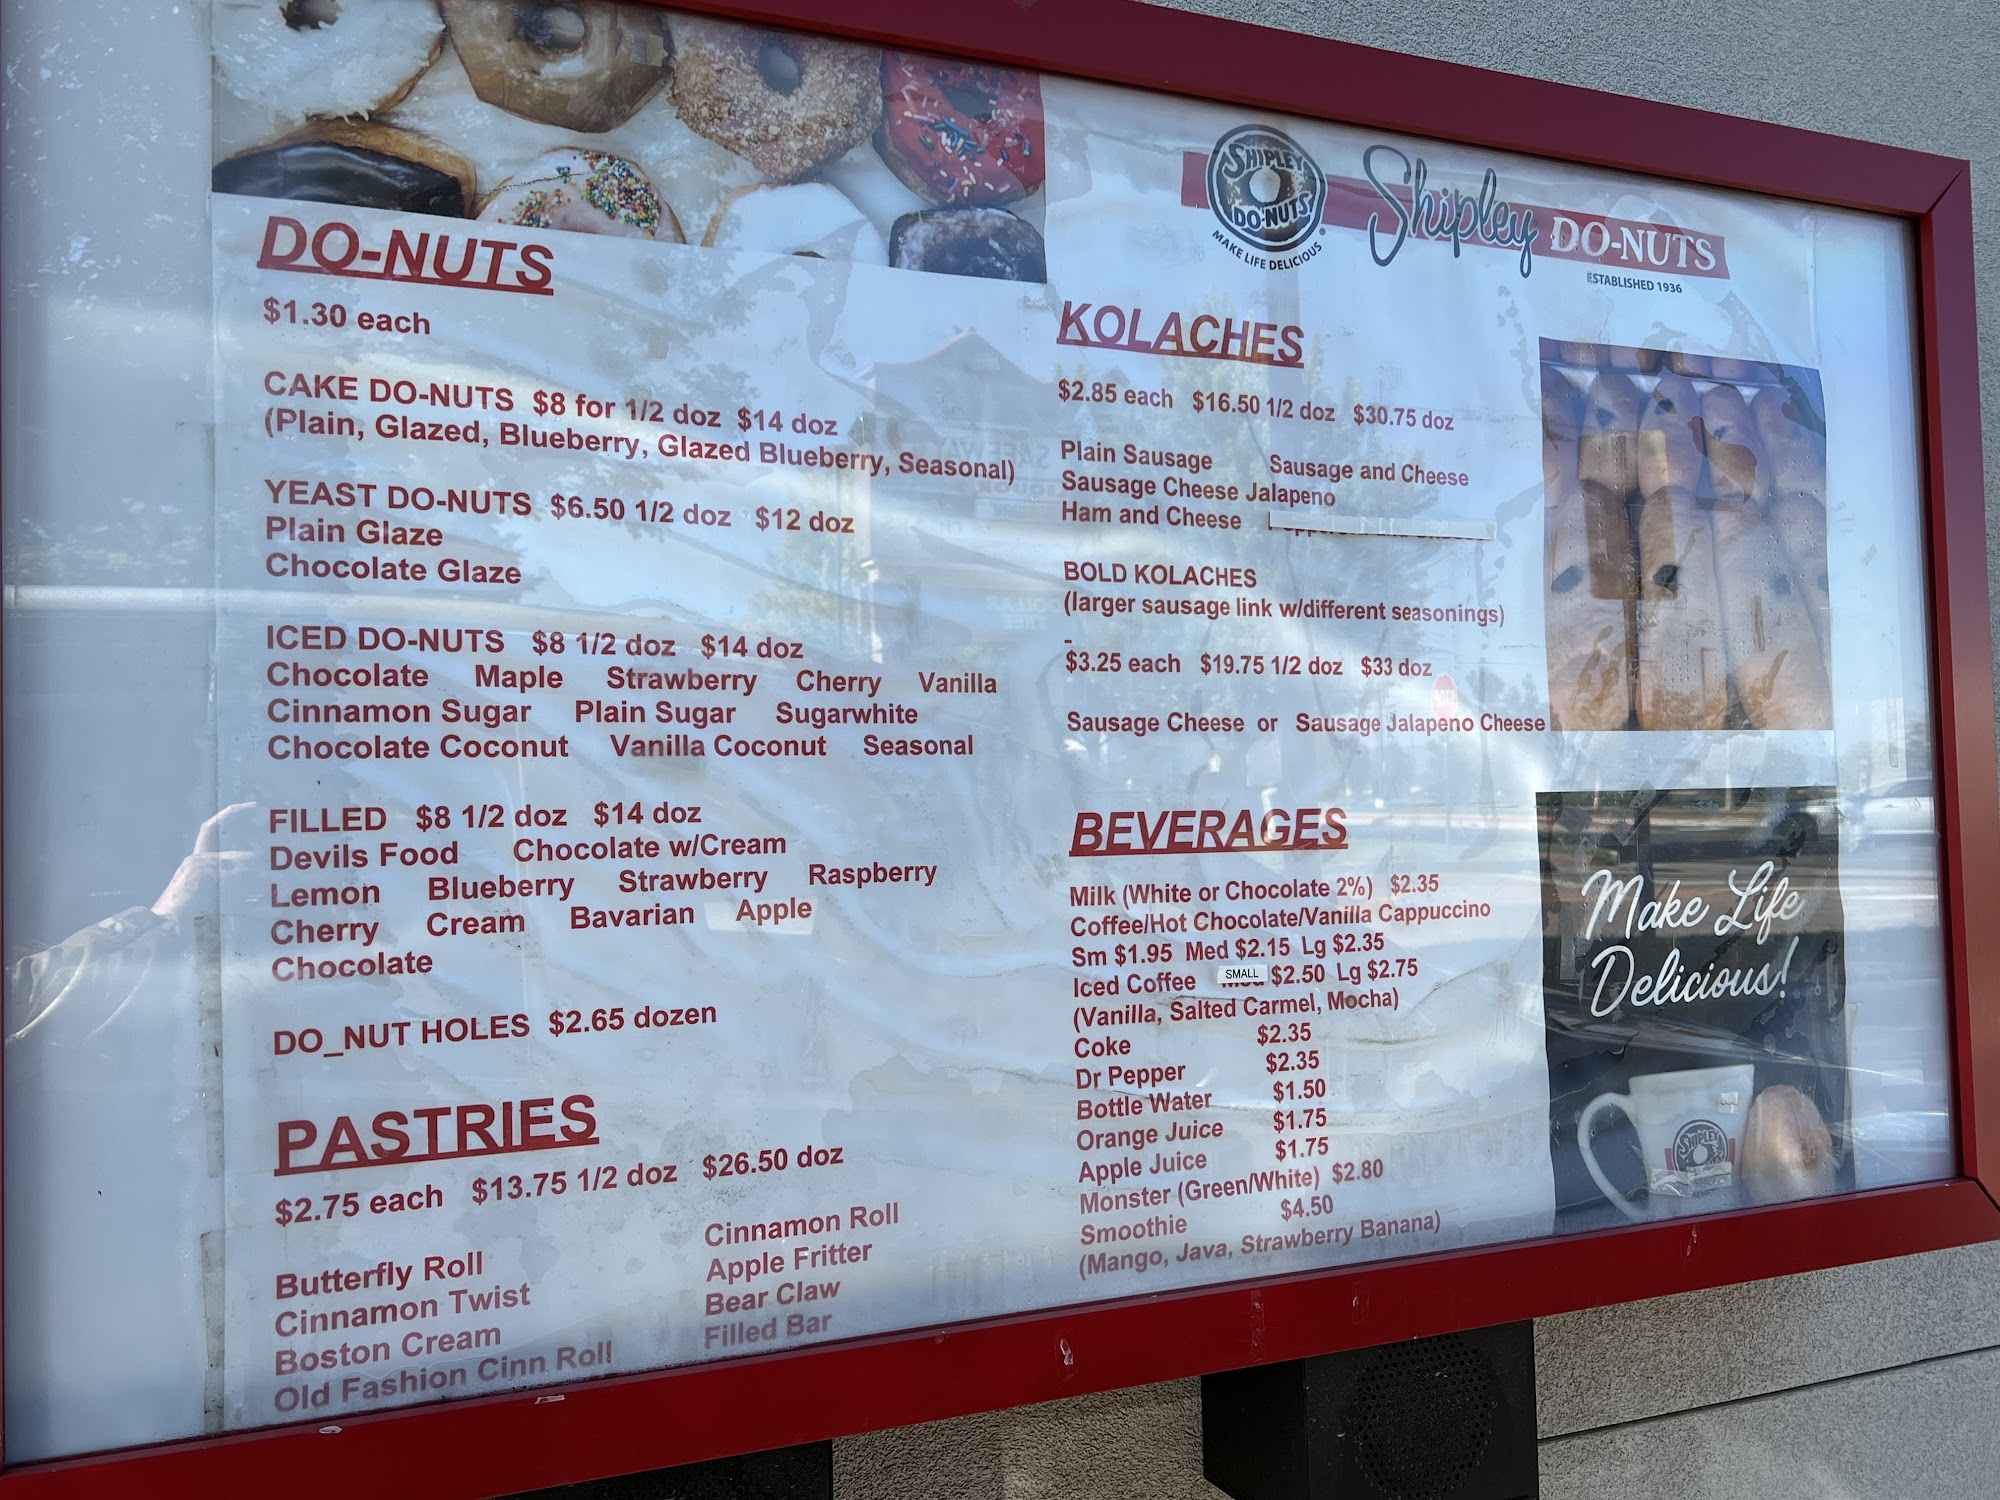 DO-NUTS
$1.30 each
CAKE DO-NUTS $8 for 1/2 doz $14 doz
(Plain, Glazed, Blueberry, Glazed Blueberry, Seasonal)
YEAST DO-NUTS $6.50 1/2 doz $12 doz
Plain Glaze
Chocolate Glaze
ICED DO-NUTS $8 1/2 doz $14 doz
Chocolate Maple Strawberry Cherry Vanilla
Cinnamon Sugar Plain Sugar Sugarwhite
Chocolate Coconut Vanilla Coconut Seasonal
FILLED $8 1/2 doz $14 doz
Devils Food Chocolate w/Cream
Lemon Blueberry Strawberry Raspberry
Cherry Cream Bavarian Apple
Chocolate
DO_NUT HOLES $2.65 dozen
PASTRIES
$2.75 each $13.75 1/2 doz $26.50 doz
Butterfly Roll
Cinnamon Twist
Boston Cream
Old Fashion Cinn Roll
Cinnamon Roll
Apple Fritter
Bear Claw
Filled Bar
SHIPLEY
DO-NUTS
MAKE LIFE DELICIOUS
Shipley DO-NUTS
ESTABLISHED 1936
KOLACHES
$2.85 each $16.50 1/2 doz $30.75 doz
Plain Sausage Sausage and Cheese
Sausage Cheese Jalapeno
Ham and Cheese
BOLD KOLACHES
(larger sausage link w/different seasonings)
-
$3.25 each $19.75 1/2 doz $33 doz
Sausage Cheese or Sausage Jalapeno Cheese
BEVERAGES
Milk (White or Chocolate 2%) $2.35
Coffee/Hot Chocolate/Vanilla Cappuccino
Sm $1.95 Med $2.15 Lg $2.35
Iced Coffee SMALL $2.50 Lg $2.75
(Vanilla, Salted Carmel, Mocha)
Coke $2.35
Dr Pepper $2.35
Bottle Water $1.50
Orange Juice $1.75
Apple Juice $1.75
Monster (Green/White) $2.80
Smoothie $4.50
(Mango, Java, Strawberry Banana)
Make Life
Delicious!
SHIPLEY